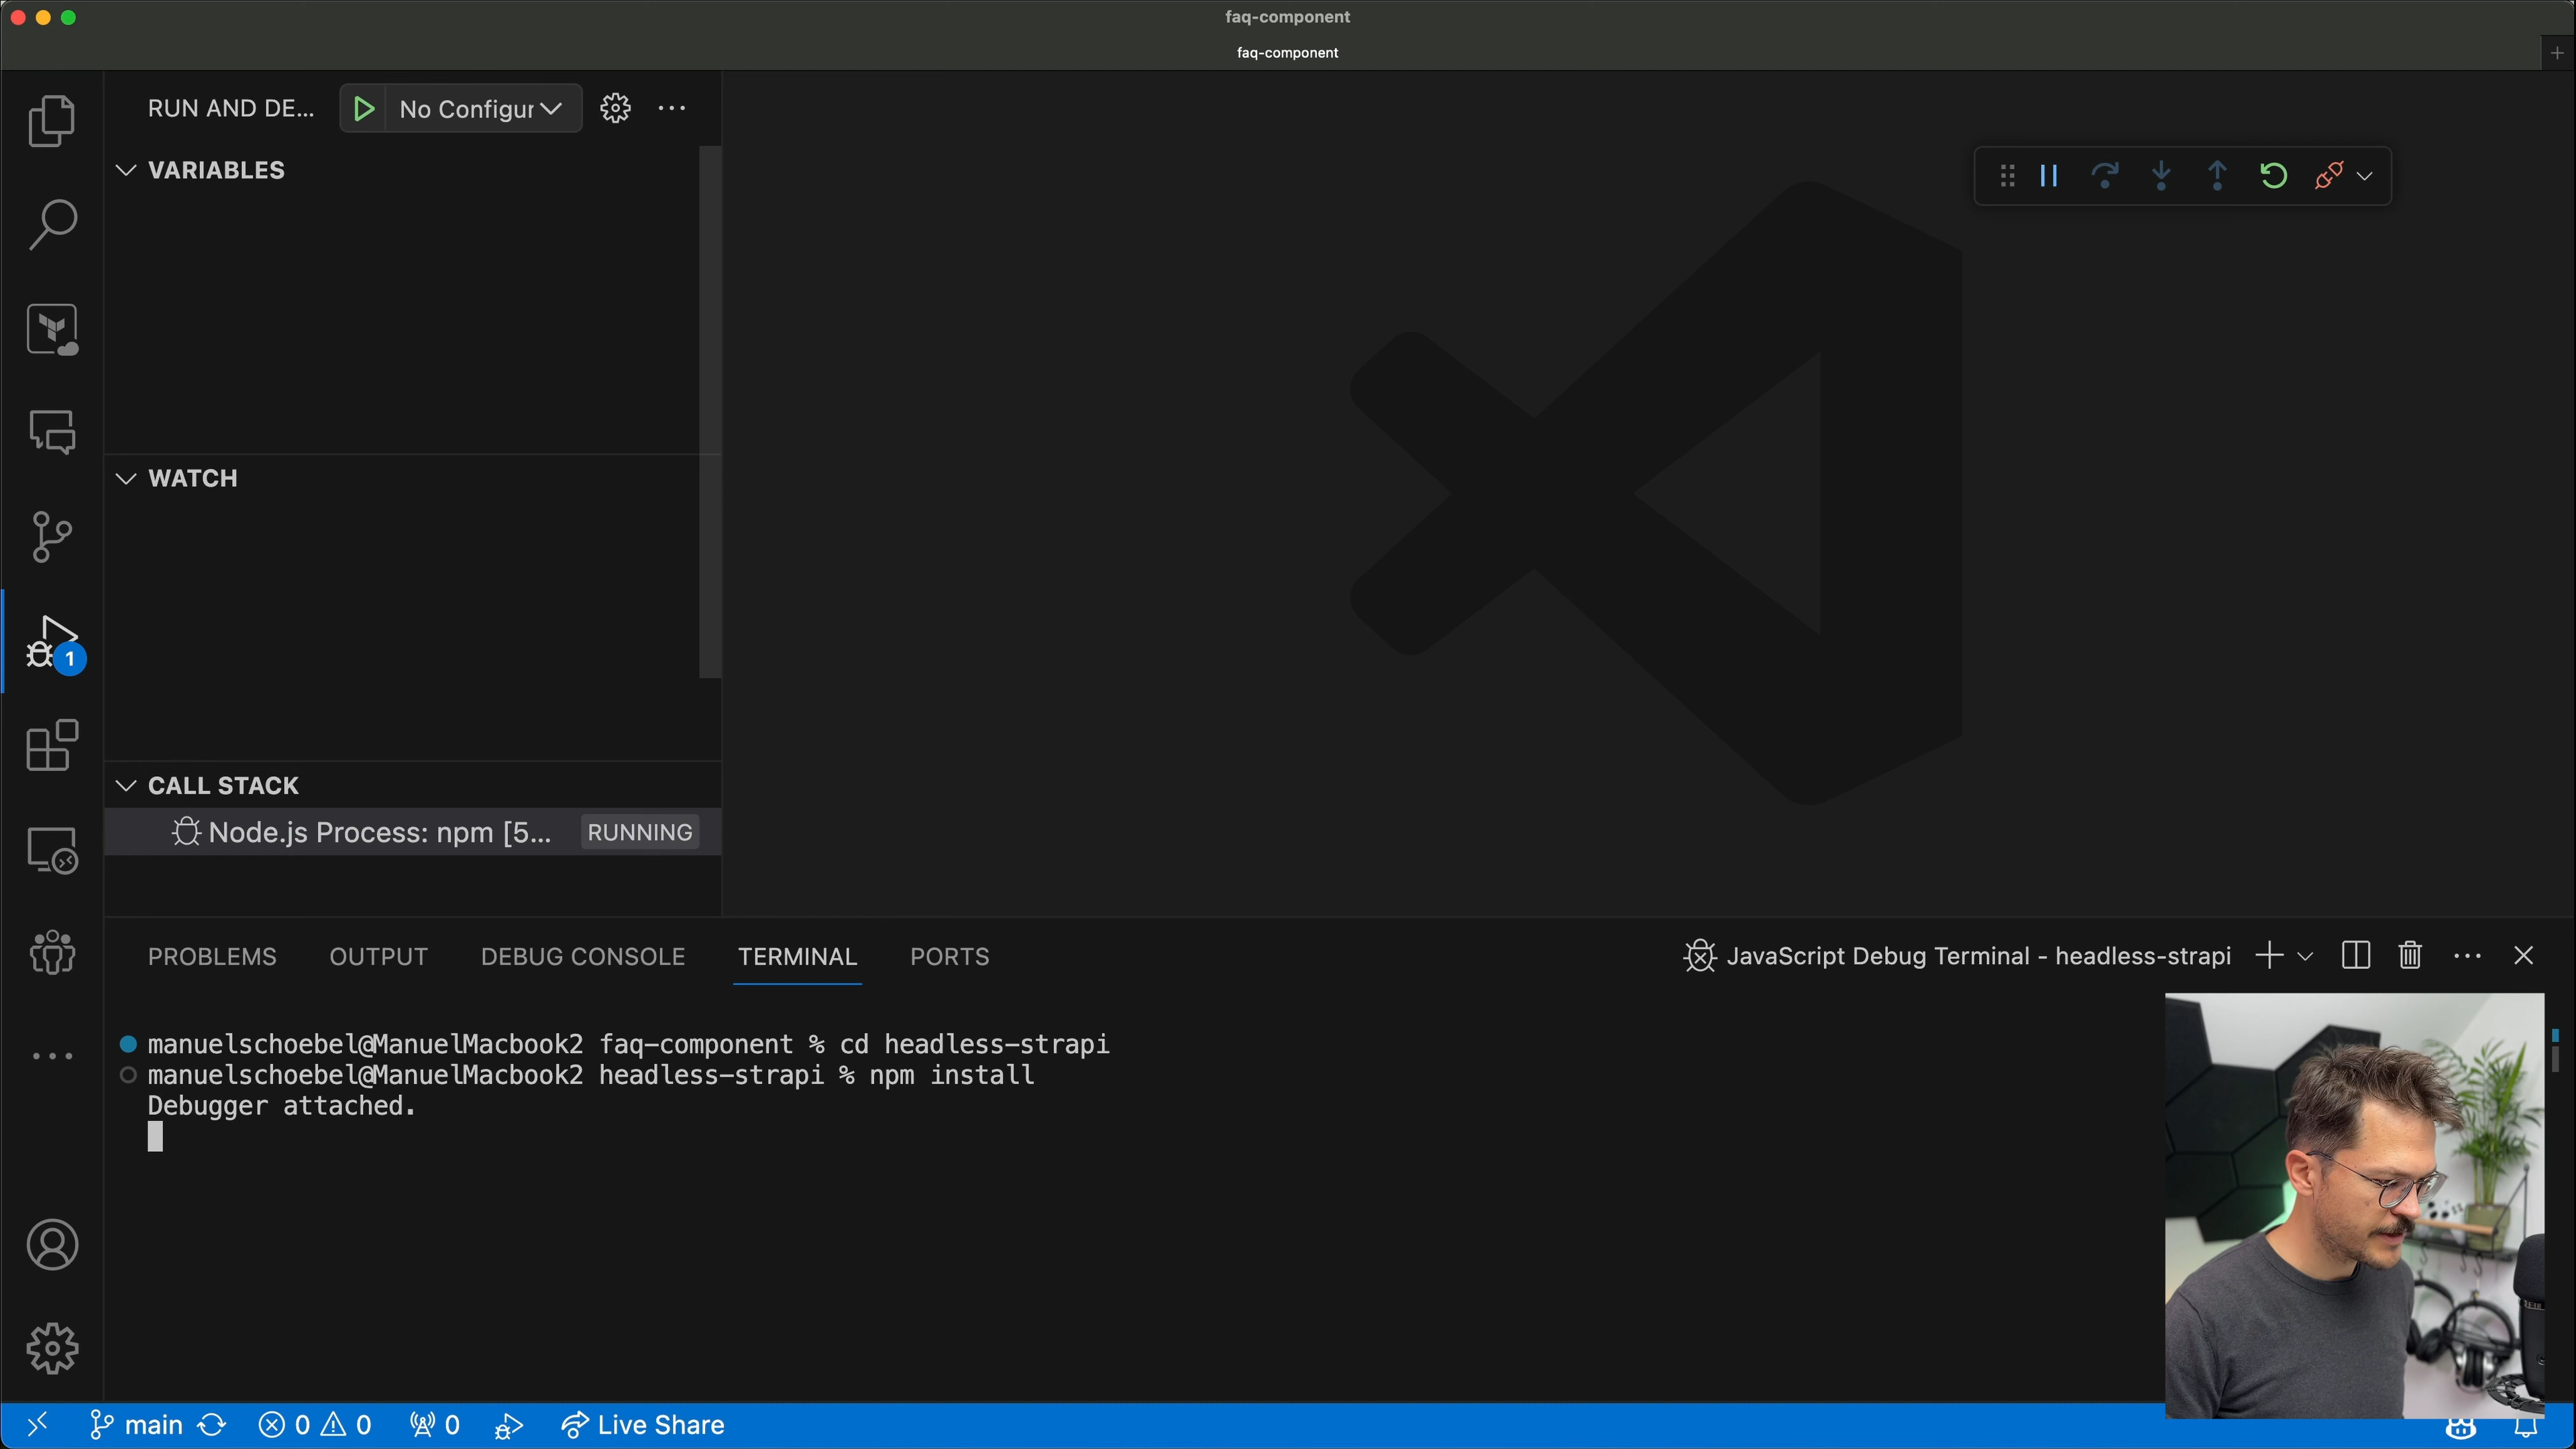 faq-component
faq-component
RUN AND DE...
No Configur
VARIABLES
WATCH
1
CALL STACK
Node.js Process: npm [5... RUNNING
PROBLEMS OUTPUT DEBUG CONSOLE TERMINAL PORTS
JavaScript Debug Terminal - headless-strapi
manuelschoebel@ManuelMacbook2 faq-component % cd headless-strapi
manuelschoebel@ManuelMacbook2 headless-strapi % npm install
Debugger attached.
main 0 0 0 Live Share